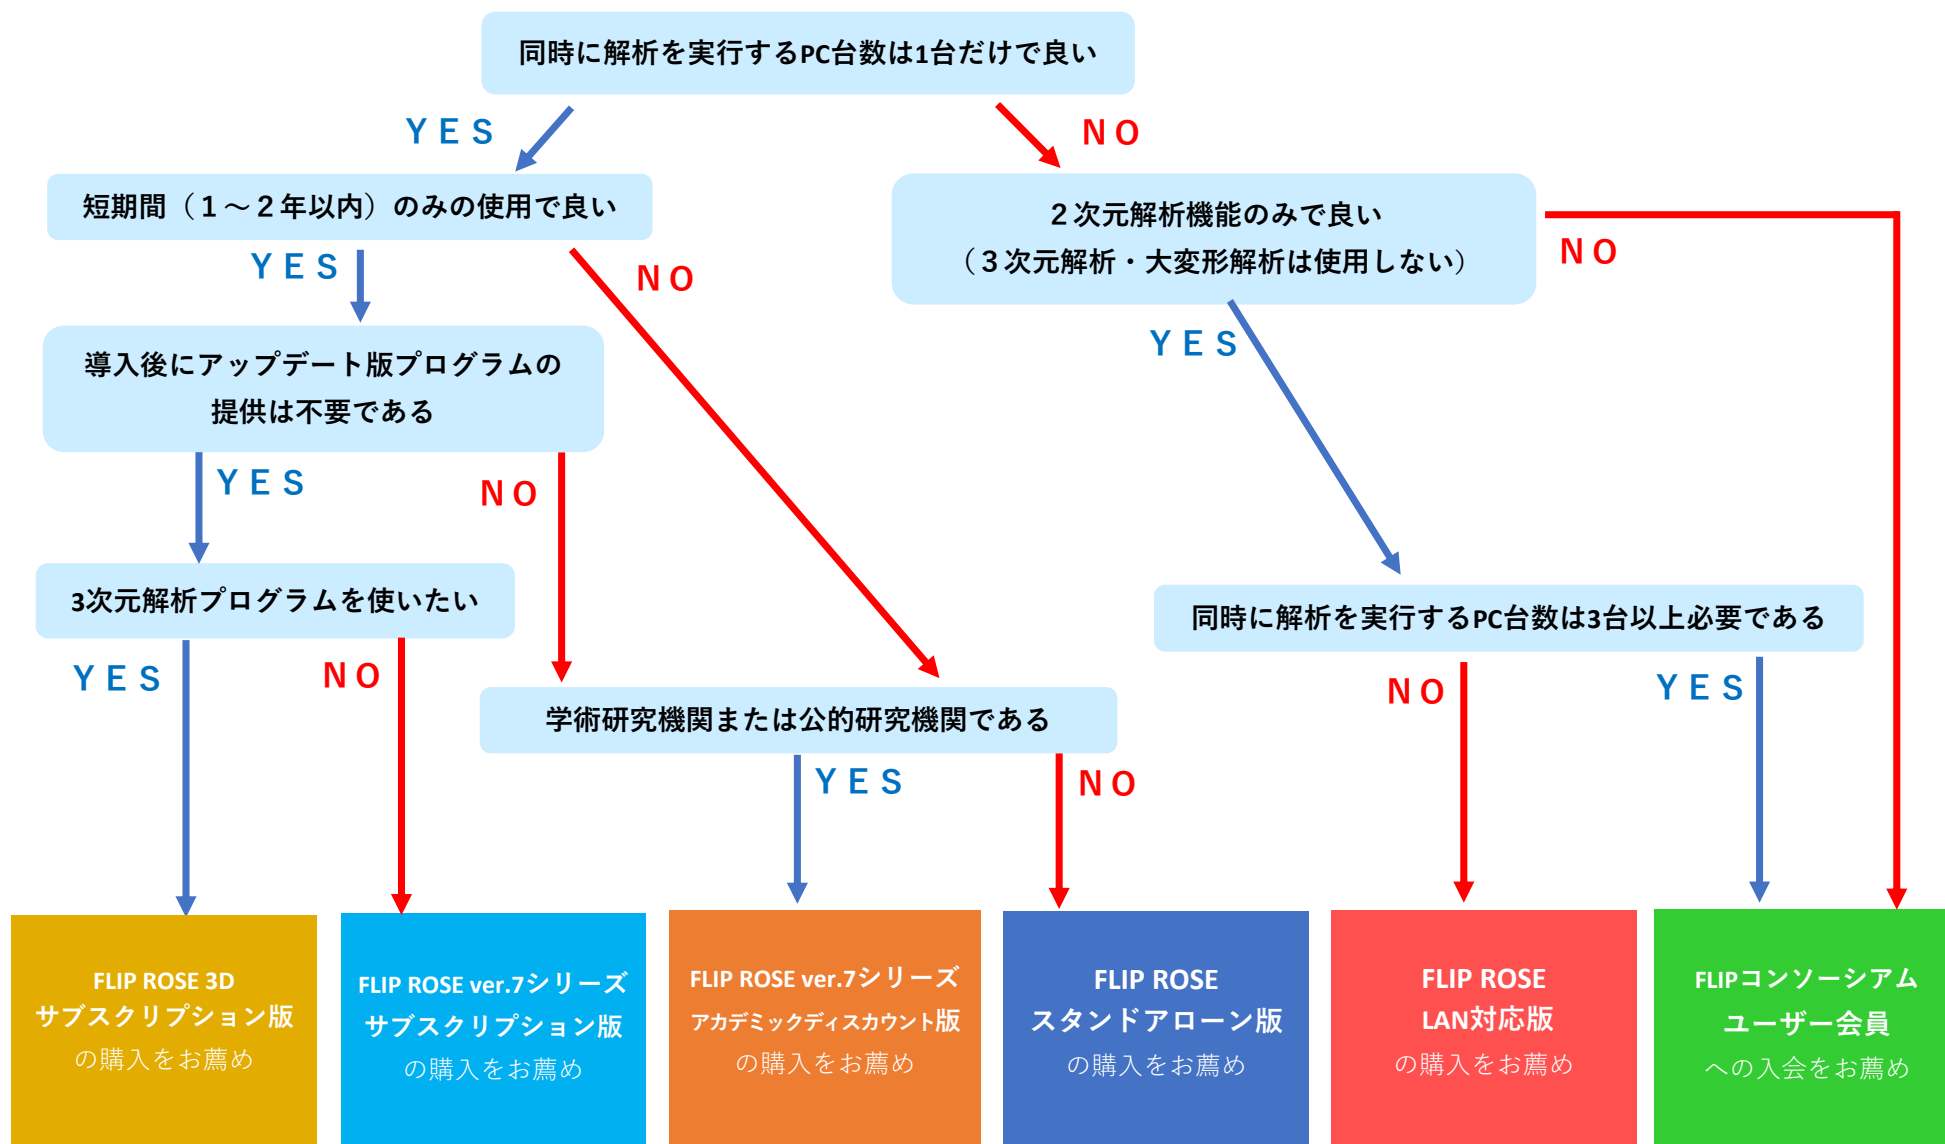 同時に解析を実行するPC台数は1台だけで良い
ＹＥＳ
ＮＯ
短期間（１～２年以内）のみの使用で良い
２次元解析機能のみで良い
（３次元解析・大変形解析は使用しない）
ＮＯ
ＹＥＳ
ＮＯ
ＹＥＳ
導入後にアップデート版プログラムの
提供は不要である
ＹＥＳ
ＮＯ
3次元解析プログラムを使いたい
同時に解析を実行するPC台数は3台以上必要である
ＹＥＳ
ＮＯ
ＮＯ
ＹＥＳ
学術研究機関または公的研究機関である
ＹＥＳ
ＮＯ
FLIP ROSE 3D
サブスクリプション版
の購入をお薦め
FLIP ROSE ver.7シリーズ
サブスクリプション版
の購入をお薦め
FLIP ROSE ver.7シリーズ
アカデミックディスカウント版
の購入をお薦め
FLIP ROSE
スタンドアローン版
の購入をお薦め
FLIP ROSE
LAN対応版
の購入をお薦め
FLIPコンソーシアム
ユーザー会員
への入会をお薦め